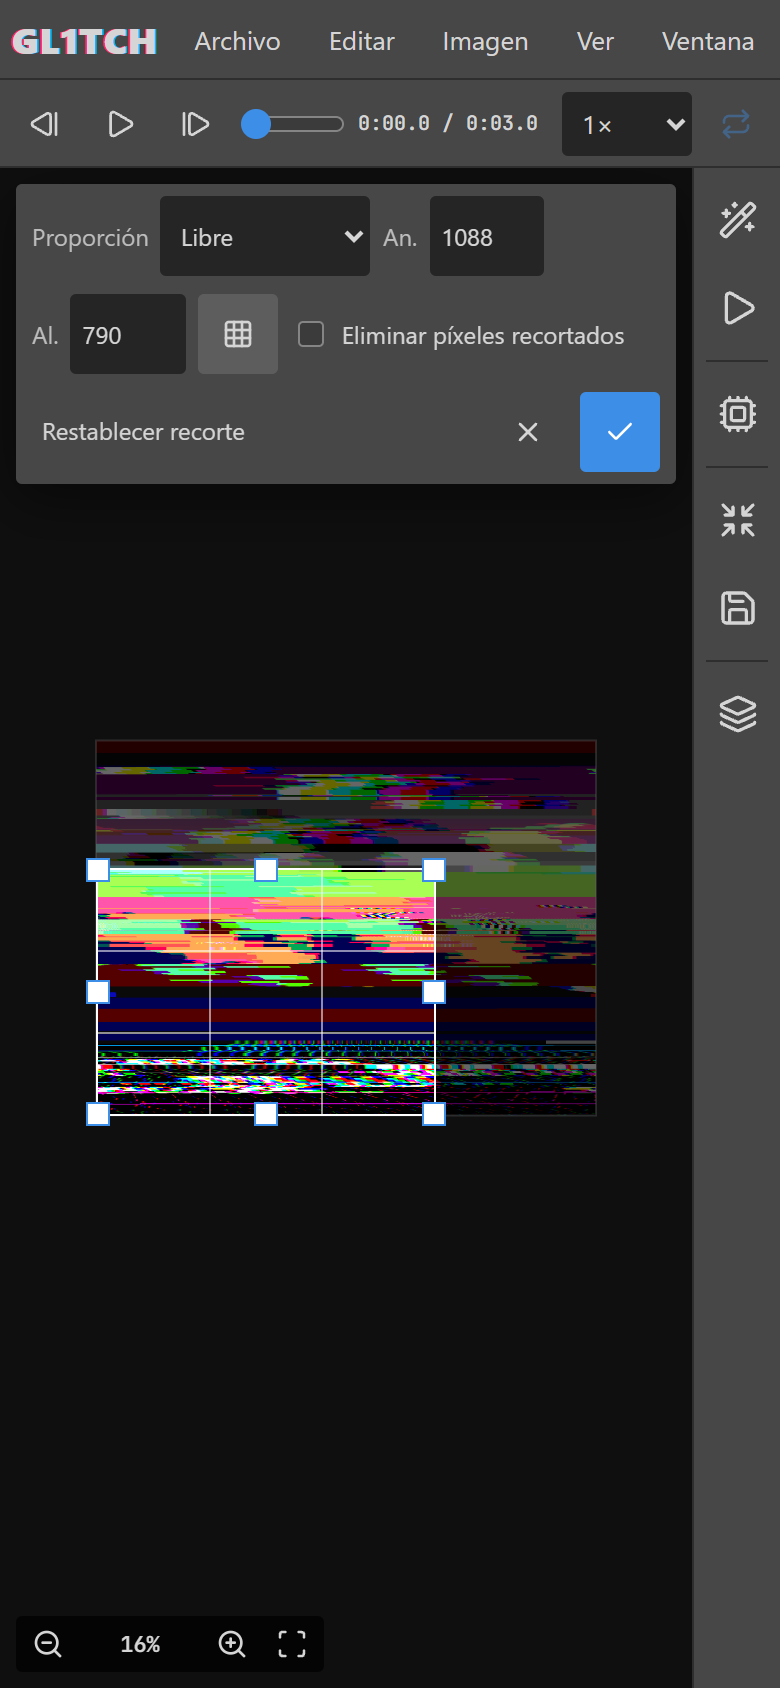 GL1TCH Archivo Editar Imagen Ver Ventana
0:00.0 / 0:03.0 1×
Proporción Libre An. 1088
Al. 790 Eliminar píxeles recortados
Restablecer recorte
16%